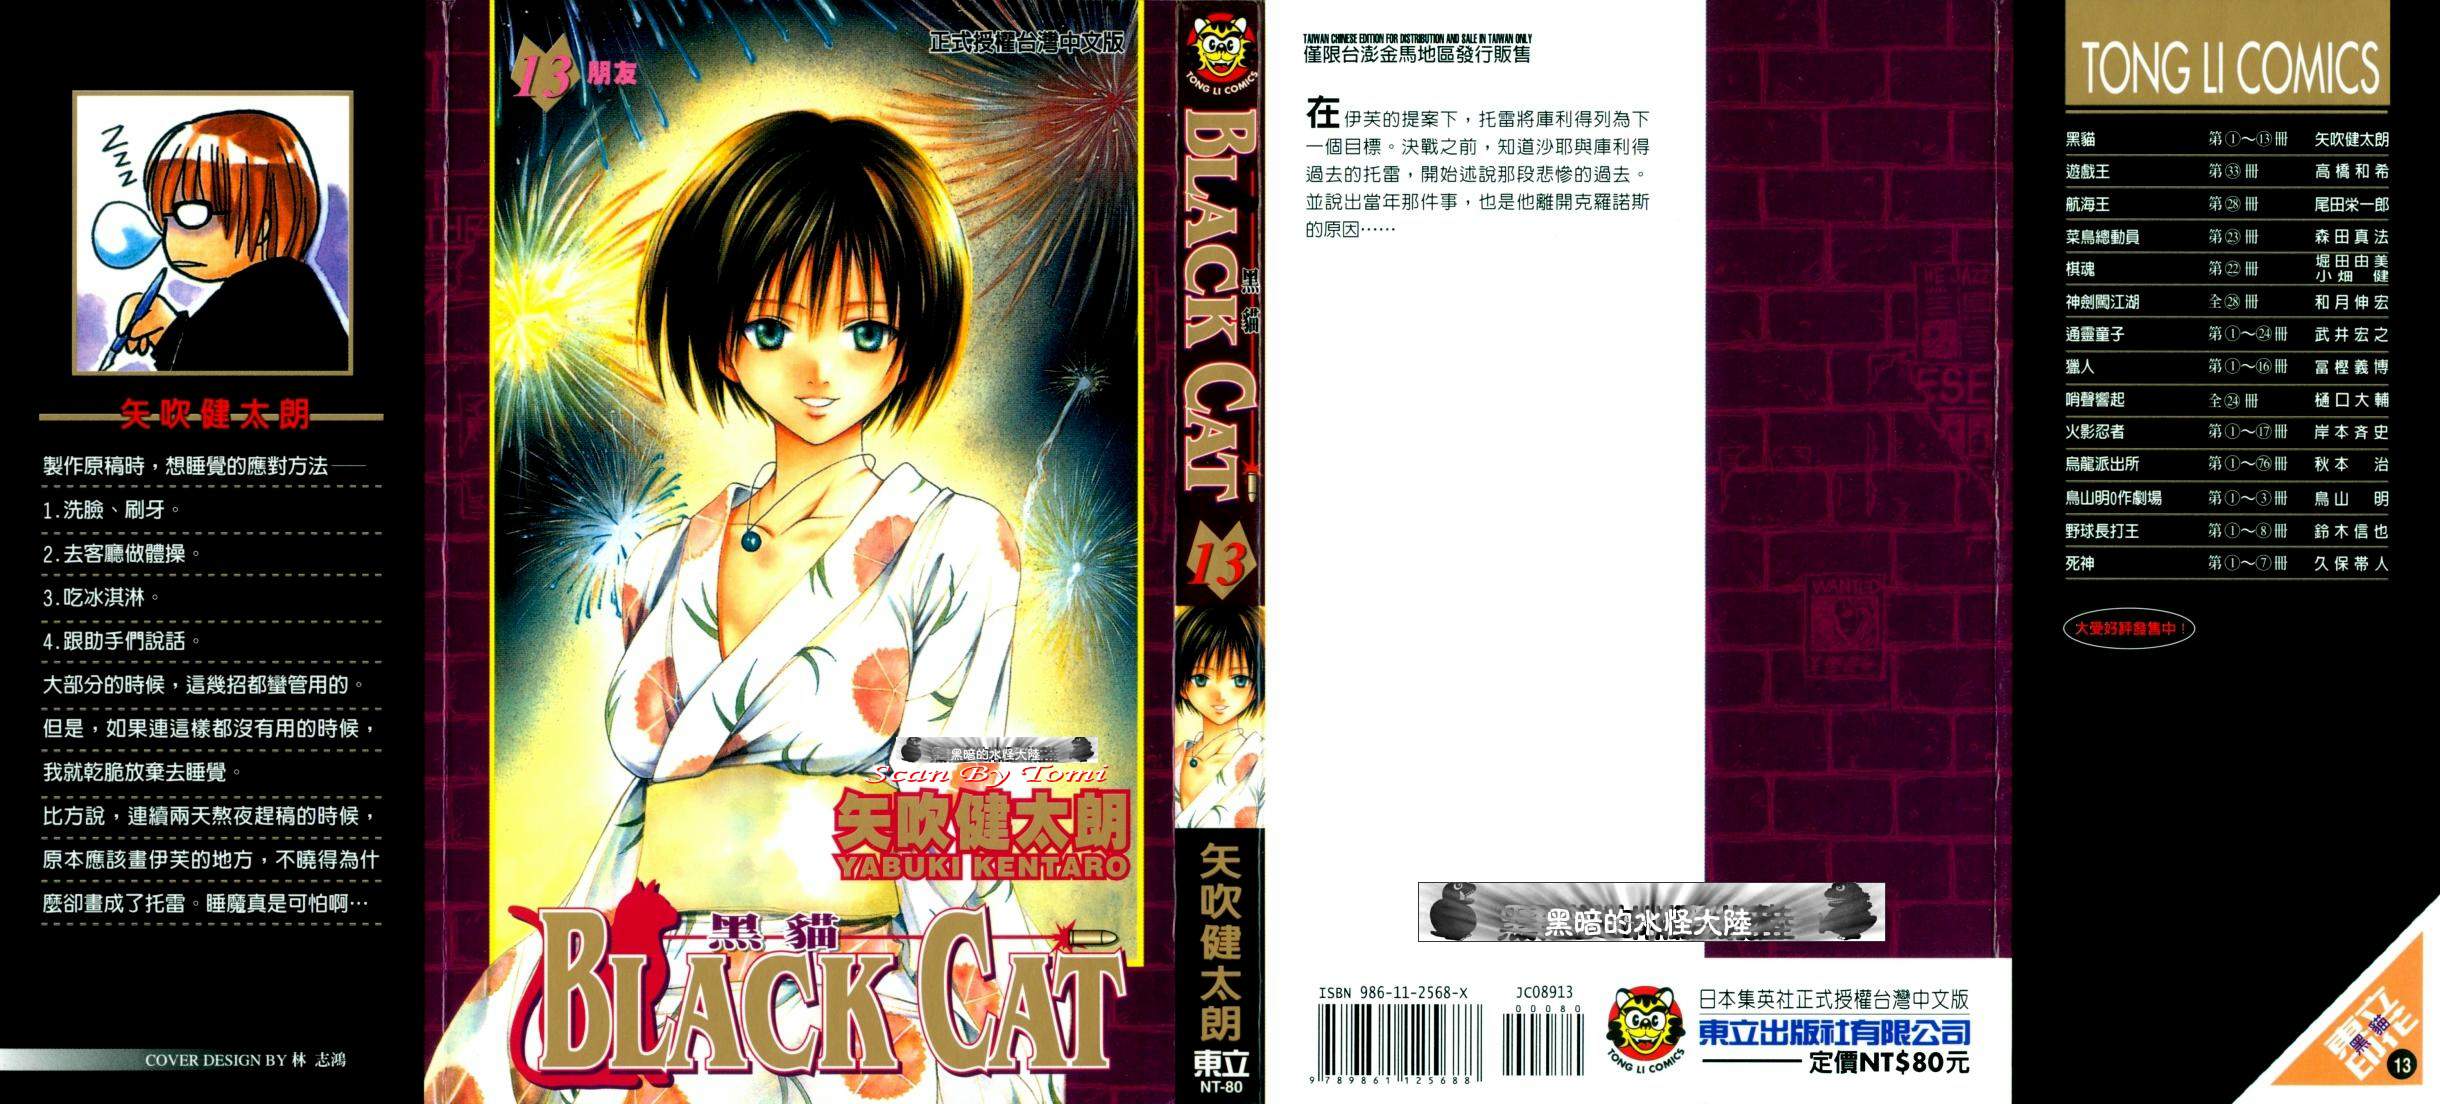 ZZZ
矢吹健太朗
製作原稿時，想睡覺的應對方法——
1.洗臉、刷牙。
2.去客廳做體操。
3.吃冰淇淋。
4.跟助手們說話。
大部分的時候，這幾招都蠻管用的。
但是，如果連這樣都沒有用的時候，
我就乾脆放棄去睡覺。
比方說，連續兩天熬夜趕稿的時候，
原本應該畫伊芙的地方，不曉得為什
麼卻畫成了托雷。睡魔真是可怕啊…
COVER DESIGN BY 林 志鴻
13 朋友
正式授權台灣中文版
黑暗的水怪大陸
Scan By Tomi
矢吹健太朗
YABUKI KENTARO
黑貓
BLACK CAT
TONG LI COMICS
BLACK CAT
黑貓
13
矢吹健太朗
東立
NT-80
TAIWAN CHINESE EDITION FOR DISTRIBUTION AND SALE IN TAIWAN ONLY
僅限台澎金馬地區發行販售
在伊芙的提案下，托雷將庫利得列為下
一個目標。決戰之前，知道沙耶與庫利得
過去的托雷，開始述說那段悲慘的過去。
並說出當年那件事，也是他離開克羅諾斯
的原因……
WANTED
黑暗的水怪大陸
ISBN 986-11-2568-X
9 789861 125688
JC08913
00080
TONG LI COMICS
日本集英社正式授權台灣中文版
東立出版社有限公司
定價NT$80元
TONG LI COMICS
黑貓 第①～⑬冊 矢吹健太朗
遊戲王 第㉝冊 高橋和希
航海王 第㉘冊 尾田栄一郎
菜鳥總動員 第㉓冊 森田真法
棋魂 第㉒冊 堀田由美 小畑健
神劍闖江湖 全㉘冊 和月伸宏
通靈童子 第①～㉔冊 武井宏之
獵人 第①～⑯冊 冨樫義博
哨聲響起 全㉔冊 樋口大輔
火影忍者 第①～⑰冊 岸本斉史
烏龍派出所 第①～76冊 秋本 治
鳥山明0作劇場 第①～③冊 鳥山 明
野球長打王 第①～⑧冊 鈴木信也
死神 第①～⑦冊 久保帯人
大受好評發售中！
東立
黑貓
印花
13